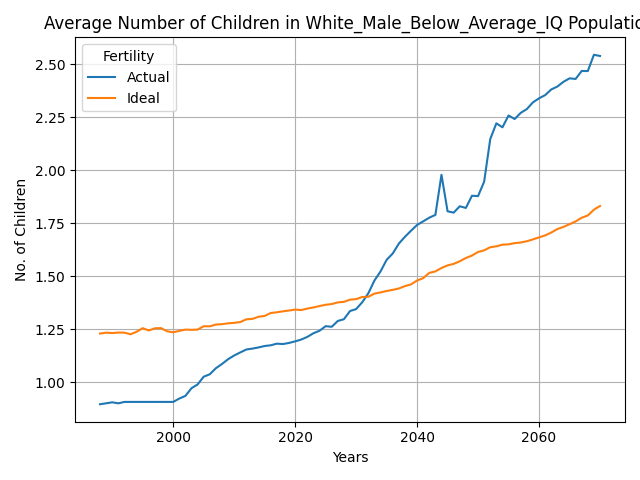 Average Number of Children in White_Male_Below_Average_IQ Populatio
Fertility
Actual
Ideal
2.50
2.25
2.00
1.75
1.50
1.25
1.00
No. of Children
2000
2020
2040
2060
Years